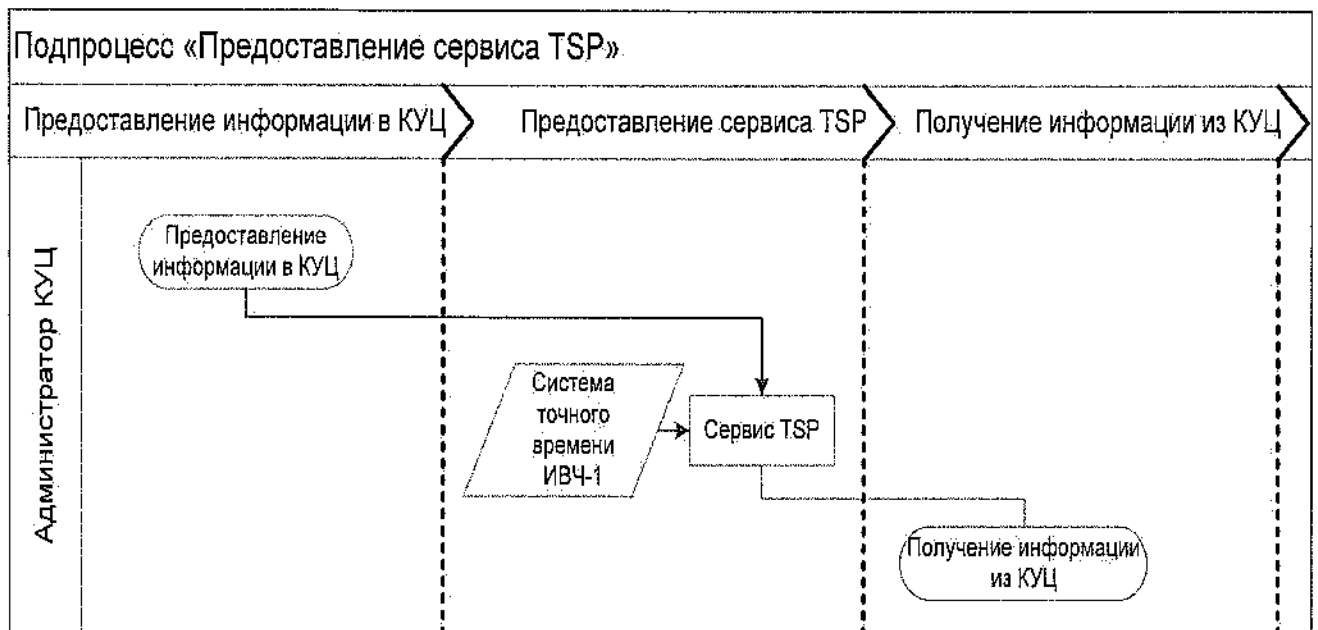 Подпроцесс «Предоставление сервиса TSP»
Предоставление информации в КУЦ
Предоставление сервиса TSP
Получение информации из КУЦ
Администратор КУЦ
Предоставление
информации в КУЦ
Система
точного
времени
ИВЧ-1
Сервис TSP
Получение информации
из КУЦ